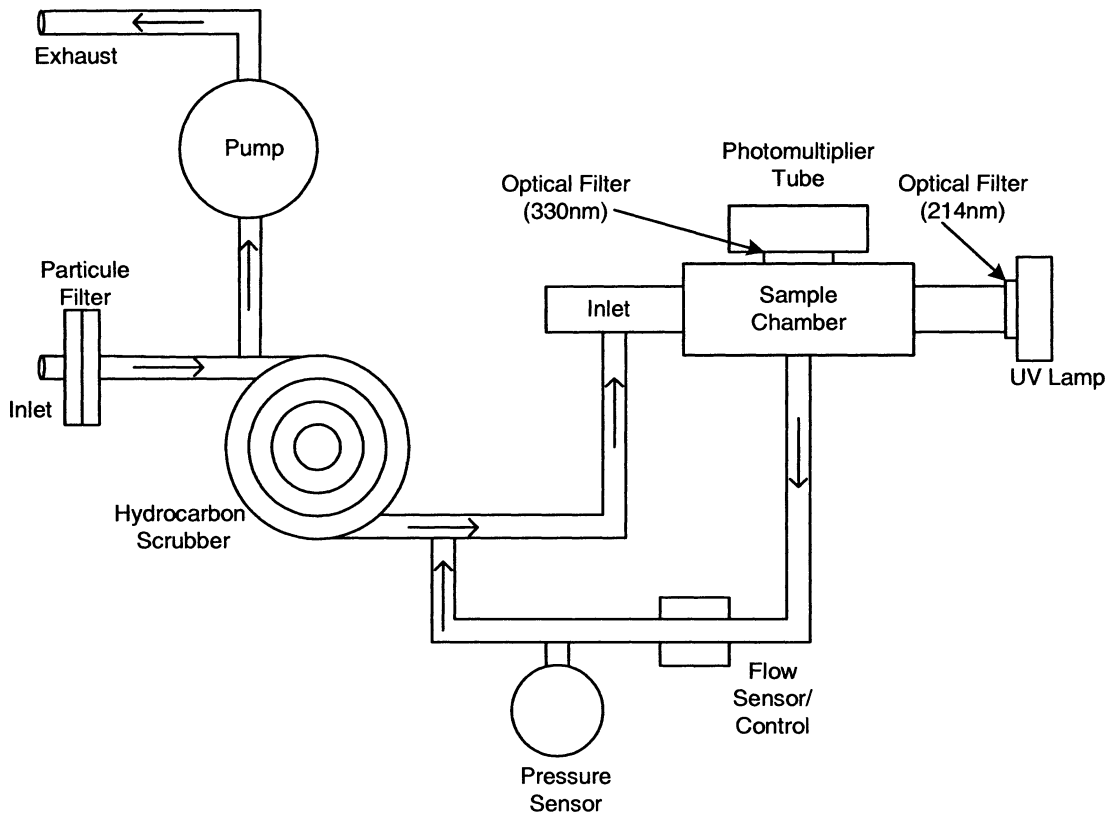 Exhaust
Pump
Photomultiplier
Tube
Optical Filter
(330nm)
Optical Filter
(214nm)
Particule
Filter
Inlet
Sample
Chamber
UV Lamp
Inlet
Hydrocarbon
Scrubber
Flow
Sensor/
Control
Pressure
Sensor